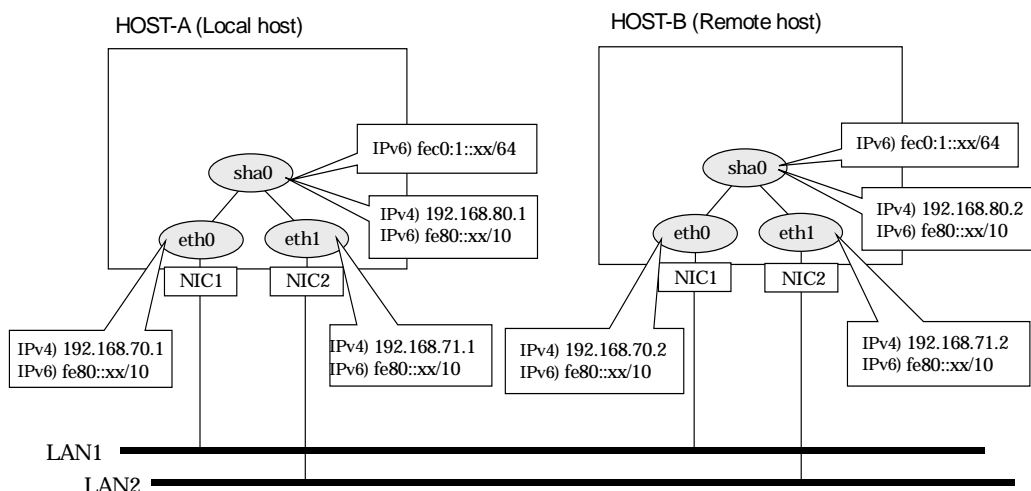 HOST-A (Local host)
HOST-B (Remote host)
IPv6) fec0:1::xx/64
sha0
IPv4) 192.168.80.1
IPv6) fe80::xx/10
eth0
eth1
NIC1
NIC2
IPv4) 192.168.70.1
IPv6) fe80::xx/10
IPv4) 192.168.71.1
IPv6) fe80::xx/10
IPv6) fec0:1::xx/64
sha0
IPv4) 192.168.80.2
IPv6) fe80::xx/10
eth0
eth1
NIC1
NIC2
IPv4) 192.168.70.2
IPv6) fe80::xx/10
IPv4) 192.168.71.2
IPv6) fe80::xx/10
LAN1
LAN2